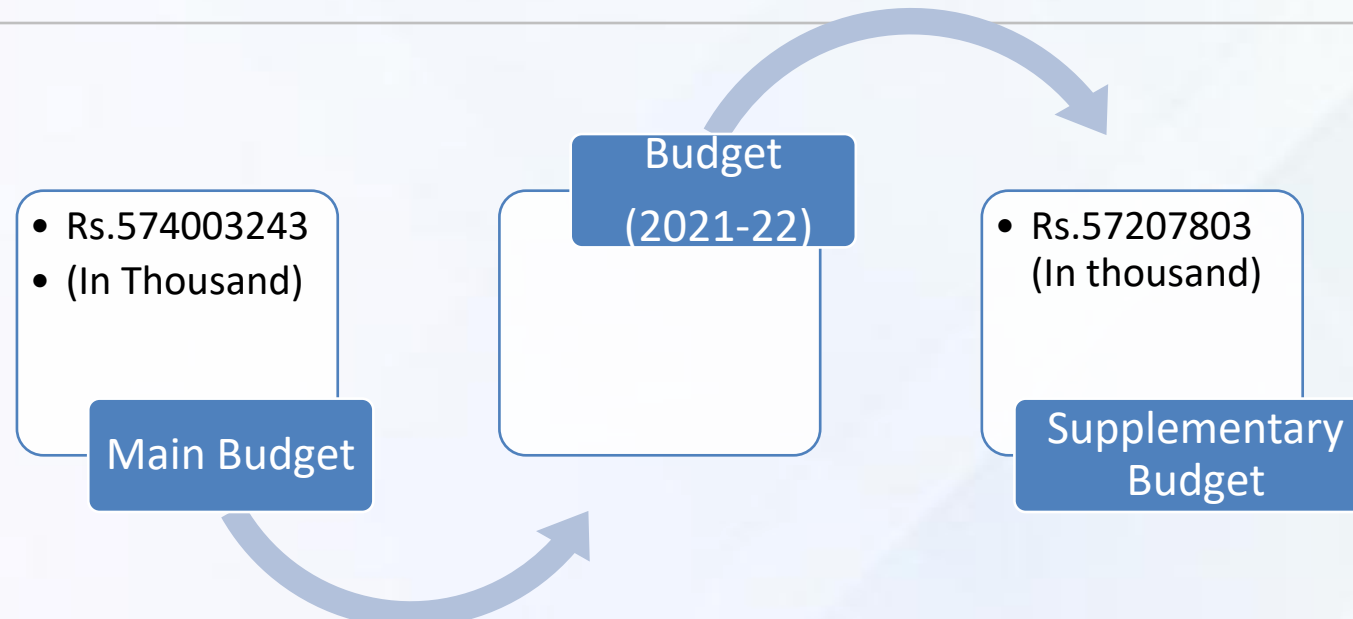 • Rs.574003243
• (In Thousand)
Main Budget
Budget
(2021-22)
• Rs.57207803
(In thousand)
Supplementary
Budget